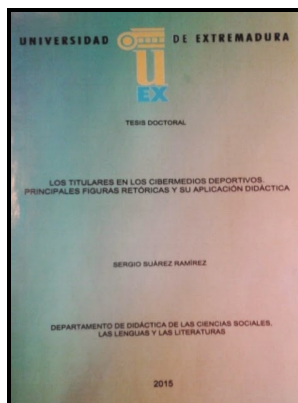 UNIVERSIDAD DE EXTREMADURA
U
EX
TESIS DOCTORAL
LOS TITULARES EN LOS CIBERMEDIOS DEPORTIVOS.
PRINCIPALES FIGURAS RETÓRICAS Y SU APLICACIÓN DIDÁCTICA
SERGIO SUÁREZ RAMÍREZ
DEPARTAMENTO DE DIDÁCTICA DE LAS CIENCIAS SOCIALES,
LAS LENGUAS Y LAS LITERATURAS
2015